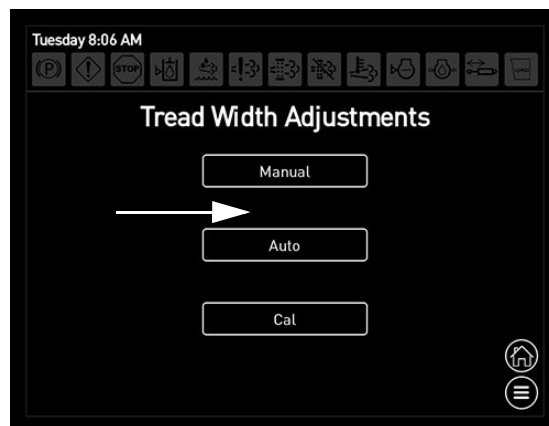 Tuesday 8:06 AM
(P) STOP
Tread Width Adjustments
Manual
Auto
Cal